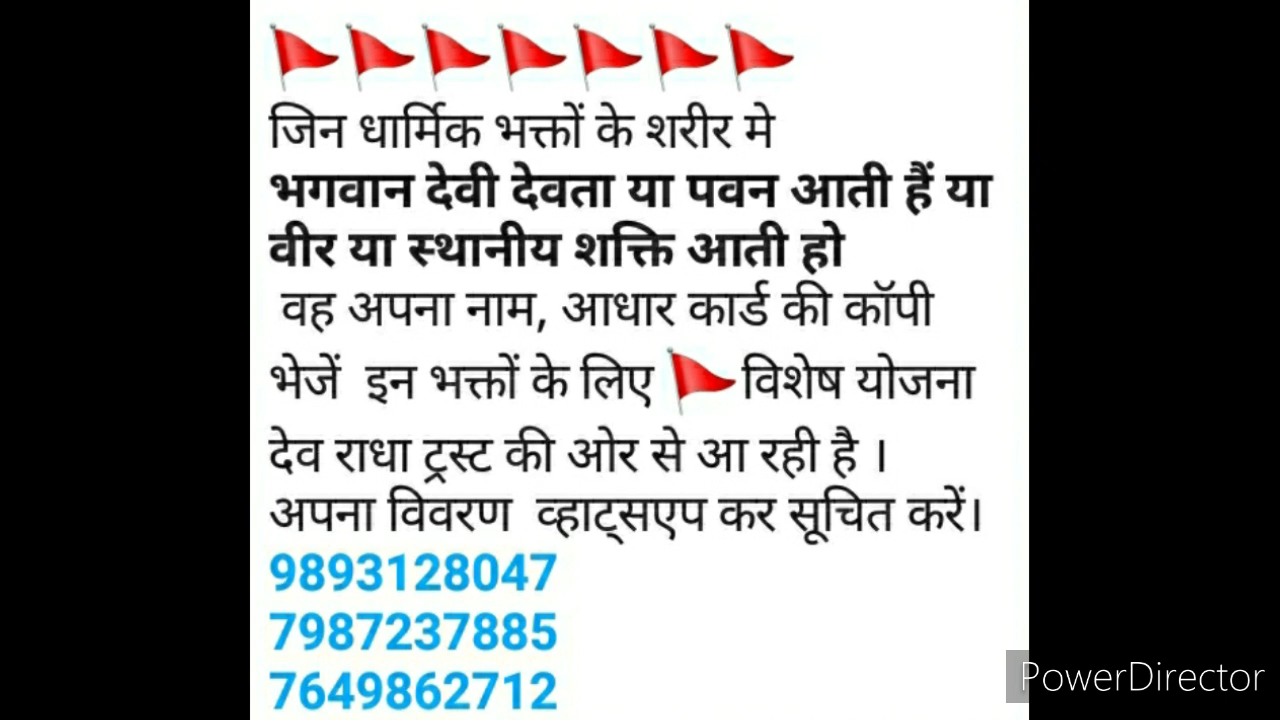 🚩🚩🚩🚩🚩🚩🚩
जिन धार्मिक भक्तों के शरीर मे
भगवान देवी देवता या पवन आती हैं या
वीर या स्थानीय शक्ति आती हो
वह अपना नाम, आधार कार्ड की कॉपी
भेजें इन भक्तों के लिए 🚩विशेष योजना
देव राधा ट्रस्ट की ओर से आ रही है ।
अपना विवरण व्हाट्सएप कर सूचित करें।
9893128047
7987237885
7649862712
PowerDirector